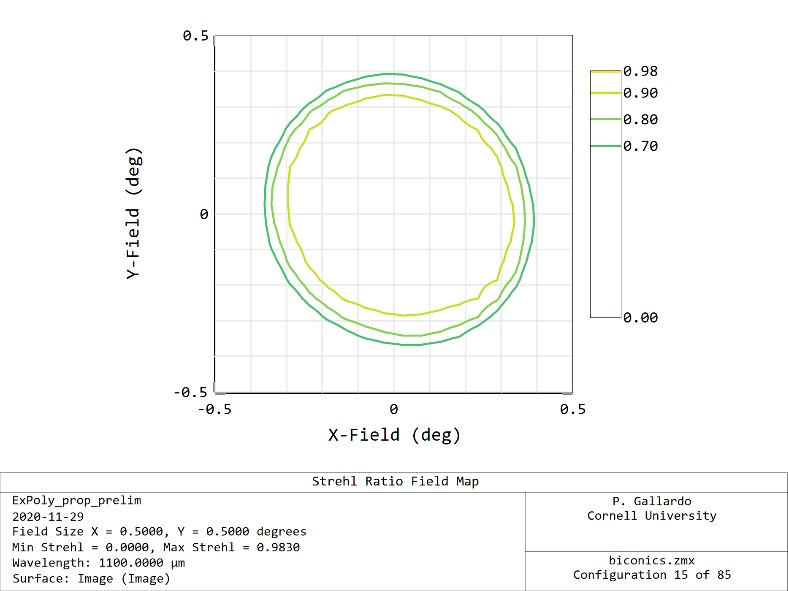 0.5
0
-0.5
Y-Field (deg)
-0.5
0
0.5
X-Field (deg)
0.98
0.90
0.80
0.70
0.00
Strehl Ratio Field Map
ExPoly_prop_prelim
2020-11-29
Field Size X = 0.5000, Y = 0.5000 degrees
Min Strehl = 0.0000, Max Strehl = 0.9830
Wavelength: 1100.0000 µm
Surface: Image (Image)
P. Gallardo
Cornell University
biconics.zmx
Configuration 15 of 85